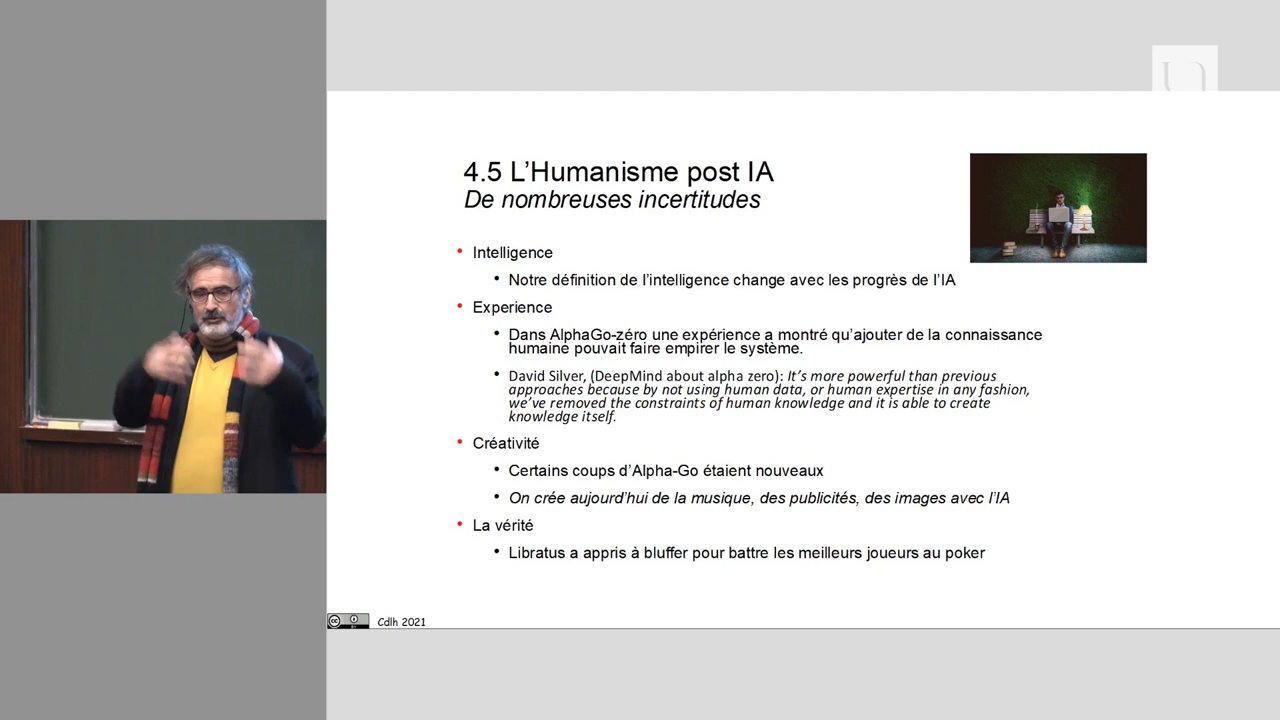 4.5 L’Humanisme post IA
De nombreuses incertitudes
• Intelligence
• Notre définition de l’intelligence change avec les progrès de l’IA
• Experience
• Dans AlphaGo-zéro une expérience a montré qu’ajouter de la connaissance
humaine pouvait faire empirer le système.
• David Silver, (DeepMind about alpha zero): It’s more powerful than previous
approaches because by not using human data, or human expertise in any fashion,
we’ve removed the constraints of human knowledge and it is able to create
knowledge itself.
• Créativité
• Certains coups d’Alpha-Go étaient nouveaux
• On crée aujourd’hui de la musique, des publicités, des images avec l’IA
• La vérité
• Libratus a appris à bluffer pour battre les meilleurs joueurs au poker
cc
Cdlh 2021